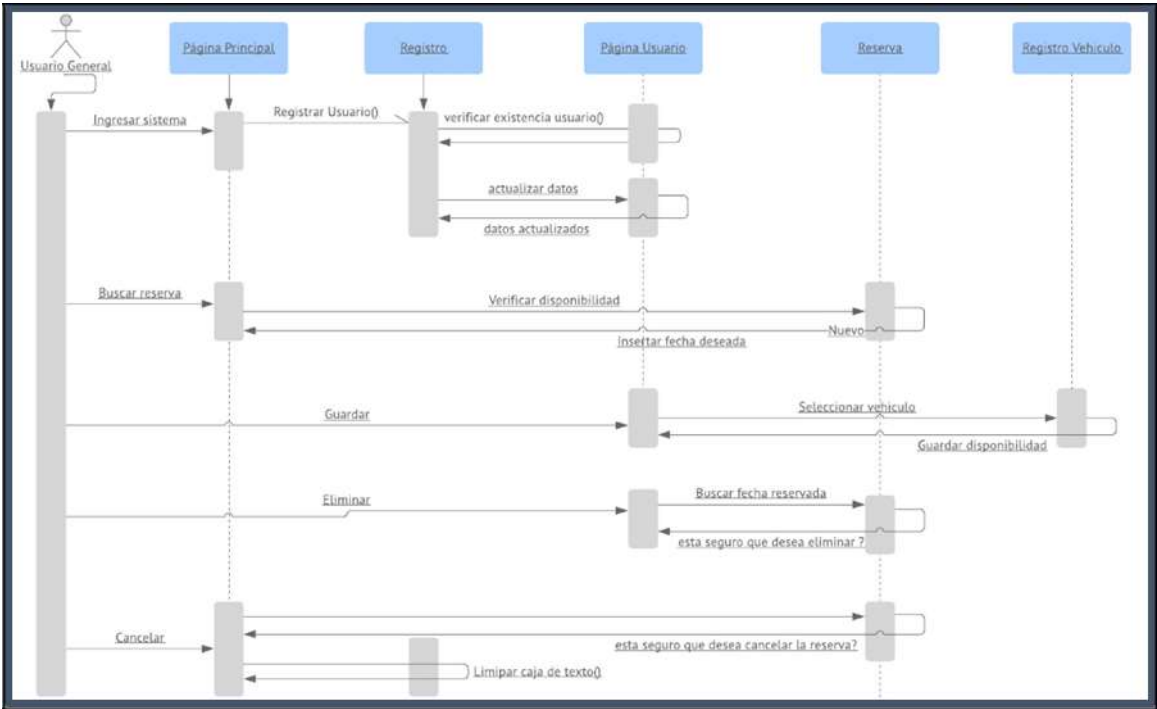 Usuario General
Página Principal
Registro
Página Usuario
Reserva
Registro Vehiculo
Ingresar sistema
Registrar Usuario()
verificar existencia usuario()
actualizar datos
datos actualizados
Buscar reserva
Verificar disponibilidad
Nuevo
insertar fecha deseada
Guardar
Seleccionar vehiculo
Guardar disponibilidad
Eliminar
Buscar fecha reservada
esta seguro que desea eliminar ?
Cancelar
esta seguro que desea cancelar la reserva?
Limipar caja de texto()